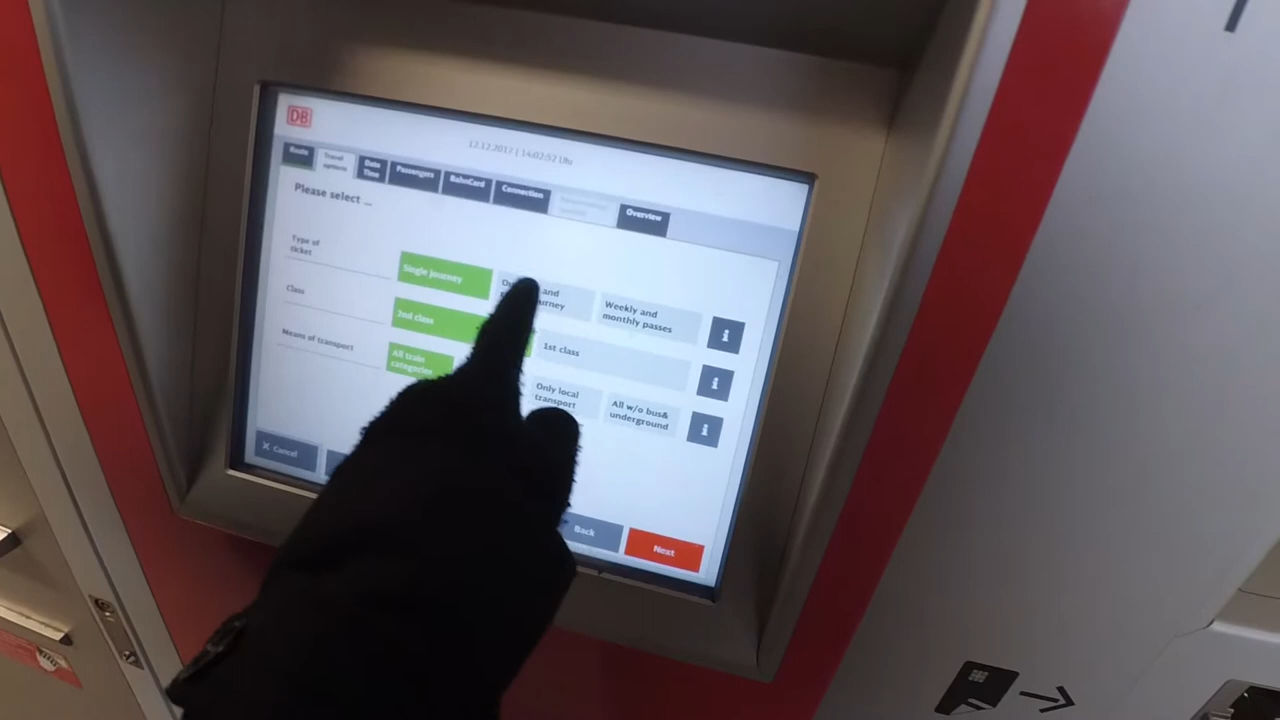 DB
12.12.2017 | 14:02:52 Uhr
Route
Travel
options
Date
Time
Passengers
BahnCard
Connection
Overview
Please select ...
Type of
ticket
Single journey
and
journey
Weekly and
monthly passes
i
Class
2nd class
1st class
i
Means of transport
All train
categories
Only local
transport
All w/o bus&
underground
i
X Cancel
Back
Next